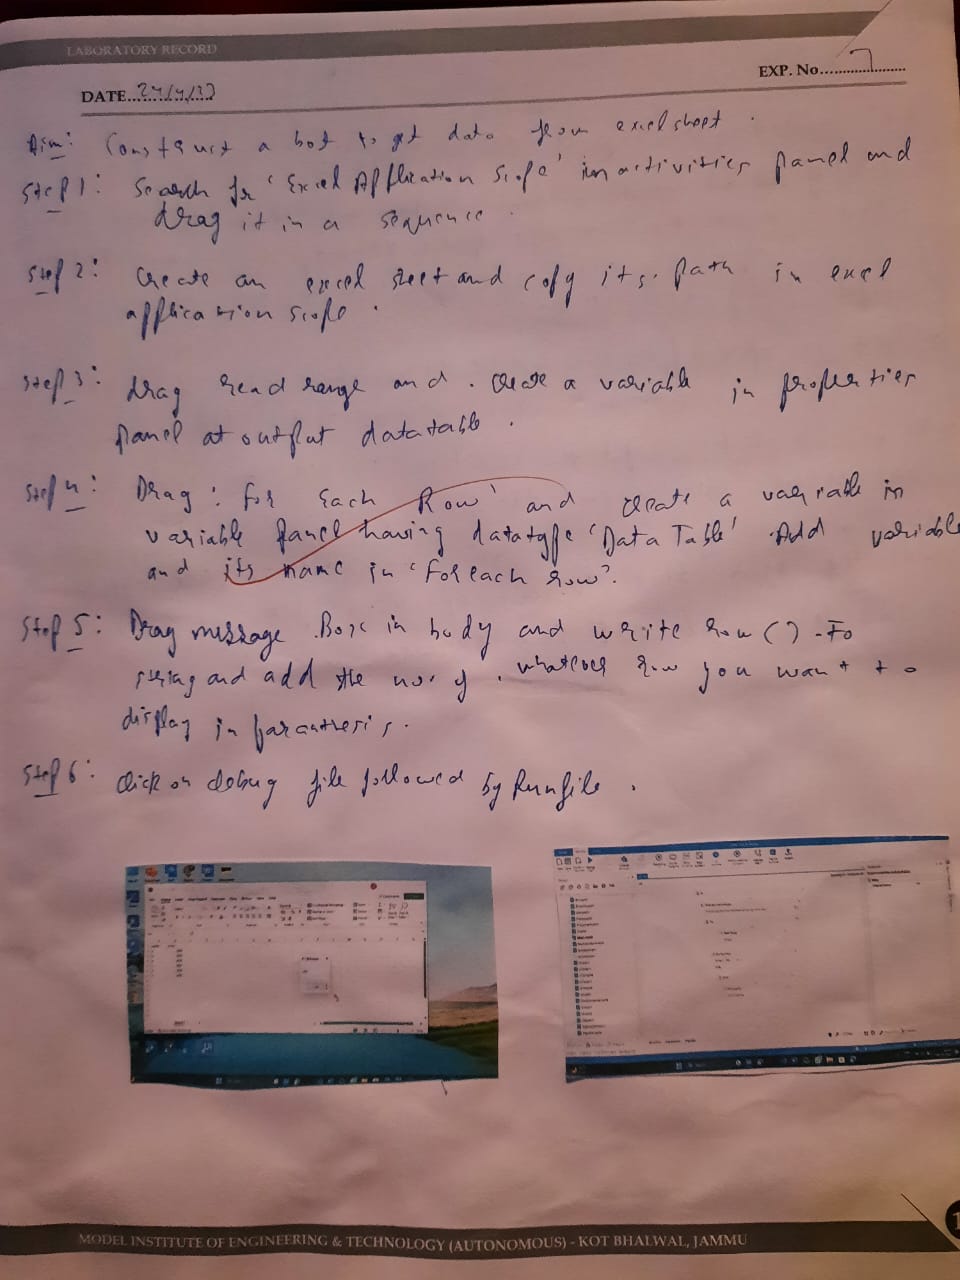 LABORATORY RECORD
EXP. No. 7
DATE 27/4/23
Aim: Construct a bot to get data from excel sheet.
Step 1: Search for 'Excel Application Scope' in activities panel and
drag it in a sequence.
Step 2: Create an excel sheet and copy its path in excel
application scope.
Step 3: drag read range and create a variable in properties
panel at output datatable.
Step 4: Drag 'for Each Row' and create a variable in
variable panel having datatype 'Data Table' Add variable
and its name in 'For each row'.
Step 5: Drag message Box in body and write row().To
string and add the no. of whatever row you want to
display in paranthesis.
Step 6: Click on debug file followed by Run file.
MODEL INSTITUTE OF ENGINEERING & TECHNOLOGY (AUTONOMOUS) - KOT BHALWAL, JAMMU